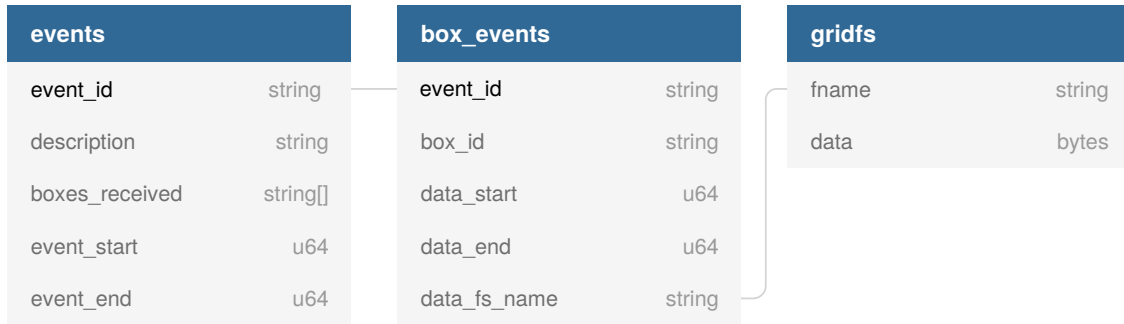 events
event_id string
description string
boxes_received string[]
event_start u64
event_end u64
box_events
event_id string
box_id string
data_start u64
data_end u64
data_fs_name string
gridfs
fname string
data bytes